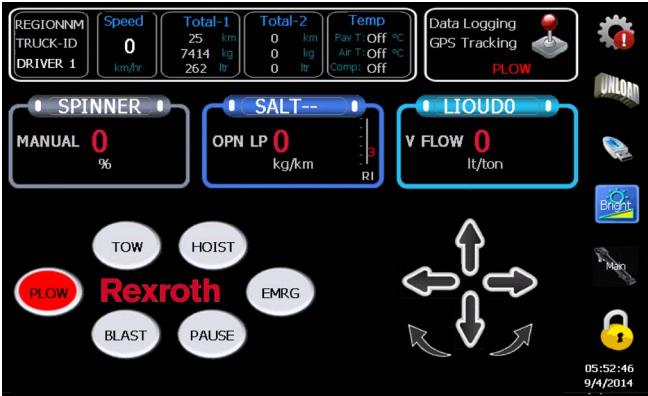 REGIONNM
TRUCK-ID
DRIVER 1
Speed
0
km/hr
Total-1
25 km
7414 kg
262 ltr
Total-2
0 km
0 kg
0 ltr
Temp
Pav T: Off °C
Air T: Off °C
Comp: Off
Data Logging
GPS Tracking
PLOW
UNLOAD
SPINNER
MANUAL 0
%
SALT--
OPN LP 0
kg/km
3
RI
LIQUD0
V FLOW 0
lt/ton
Bright
TOW
HOIST
PLOW
Rexroth
EMRG
BLAST
PAUSE
Main
05:52:46
9/4/2014